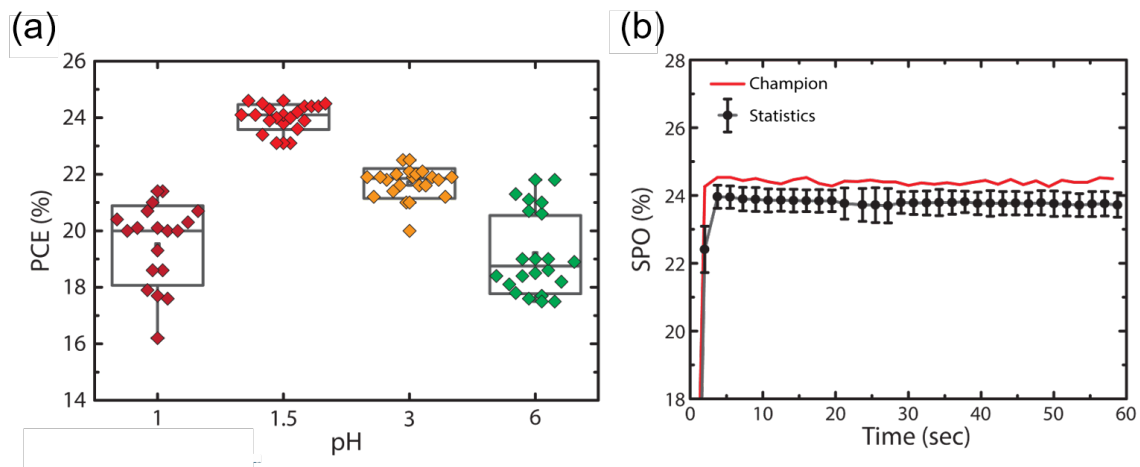 (a)
26
24
22
20
18
16
14
PCE (%)
1 1.5 3 6
pH
(b)
28
26
24
22
20
18
SPO (%)
Champion
Statistics
0 10 20 30 40 50 60
Time (sec)